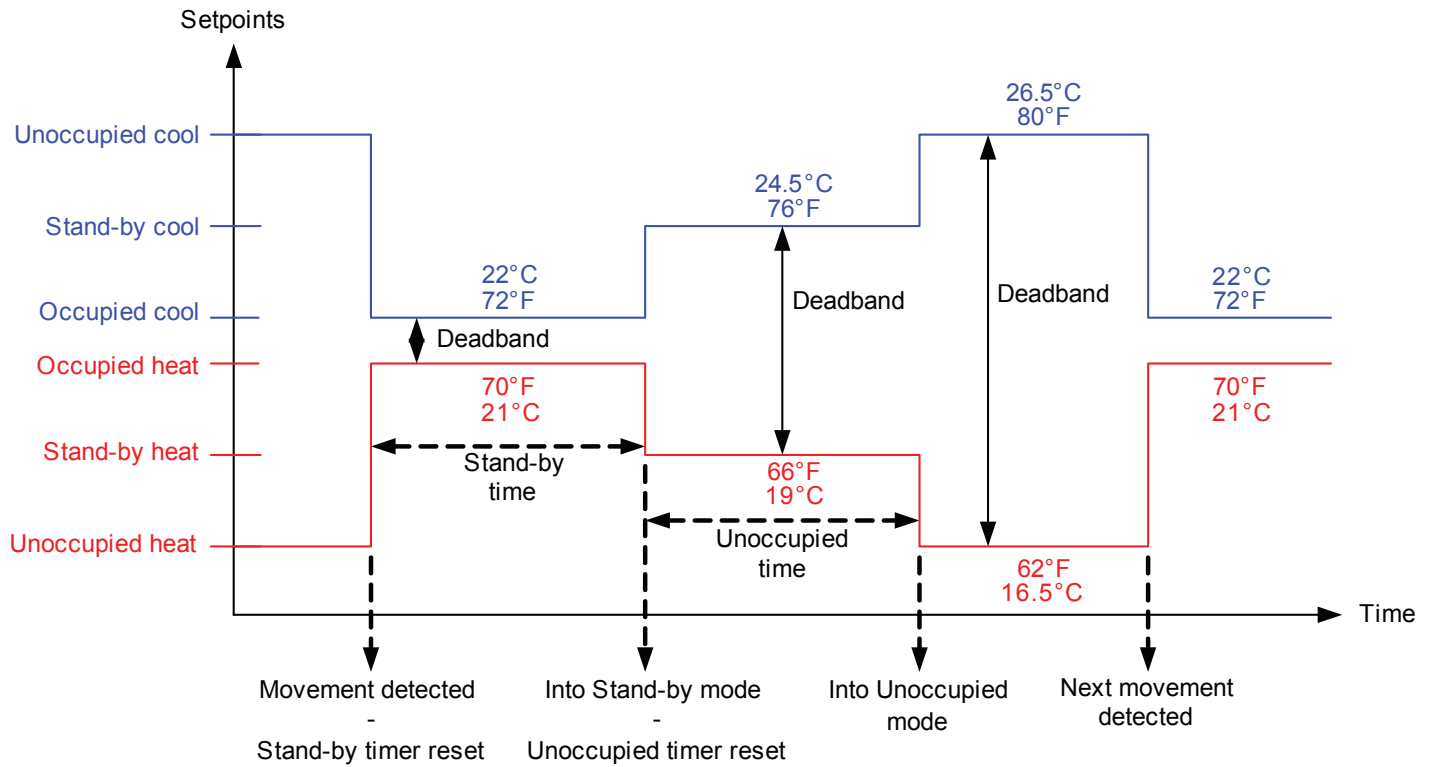 Setpoints
Unoccupied cool
Stand-by cool
Occupied cool
Occupied heat
Stand-by heat
Unoccupied heat
22°C
72°F
Deadband
70°F
21°C
Stand-by
time
24.5°C
76°F
Deadband
66°F
19°C
Unoccupied
time
26.5°C
80°F
Deadband
62°F
16.5°C
22°C
72°F
70°F
21°C
Time
Movement detected
-
Stand-by timer reset
Into Stand-by mode
-
Unoccupied timer reset
Into Unoccupied
mode
Next movement
detected